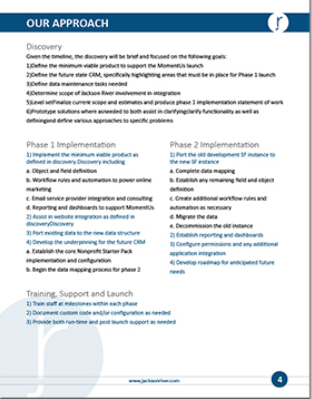 OUR APPROACH
Discovery
Given the timeline, the discovery will be brief and focused on the following goals:
1)Define the minimum viable product to support the MomentUs launch
2)Define the future state CRM, specifically highlighting areas that must be in place for Phase 1 launch
3)Define data maintenance tasks needed
4)Determine scope of Jackson River involvement in integration
5)Level setFinalize current scope and estimates and produce phase 1 implementation statement of work
6)Prototype solutions where asneeded to both assist in clarifyingclarify functionality as well as
definingand define various approaches to specific problems
Phase 1 Implementation
1) Implement the minimum viable product as
defined in discovery Discovery including
a. Object and field definition
b. Workflow rules and automation to power online
marketing
c. Email service provider integration and consulting
d. Reporting and dashboards to support MomentUs
2) Assist in website integration as defined in
discoveryDiscovery
3) Port existing data to the new data structure
4) Develop the underpinning for the future CRM
a. Establish the core Nonprofit Starter Pack
implementation and configuration
b. Begin the data mapping process for phase 2
Phase 2 Implementation
1) Port the old development SF instance to
the new SF instance
a. Complete data mapping
b. Establish any remaining field and object
definition
c. Create additional workflow rules and
automation as necessary
d. Migrate the data
e. Decommission the old instance
2) Establish reporting and dashboards
3) Configure permissions and any additional
application integration
4) Develop roadmap for anticipated future
needs
Training, Support and Launch
1) Train staff at milestones within each phase
2) Document custom code and/or configuration as needed
3) Provide both run-time and post launch support as needed
www.jacksonriver.com
4